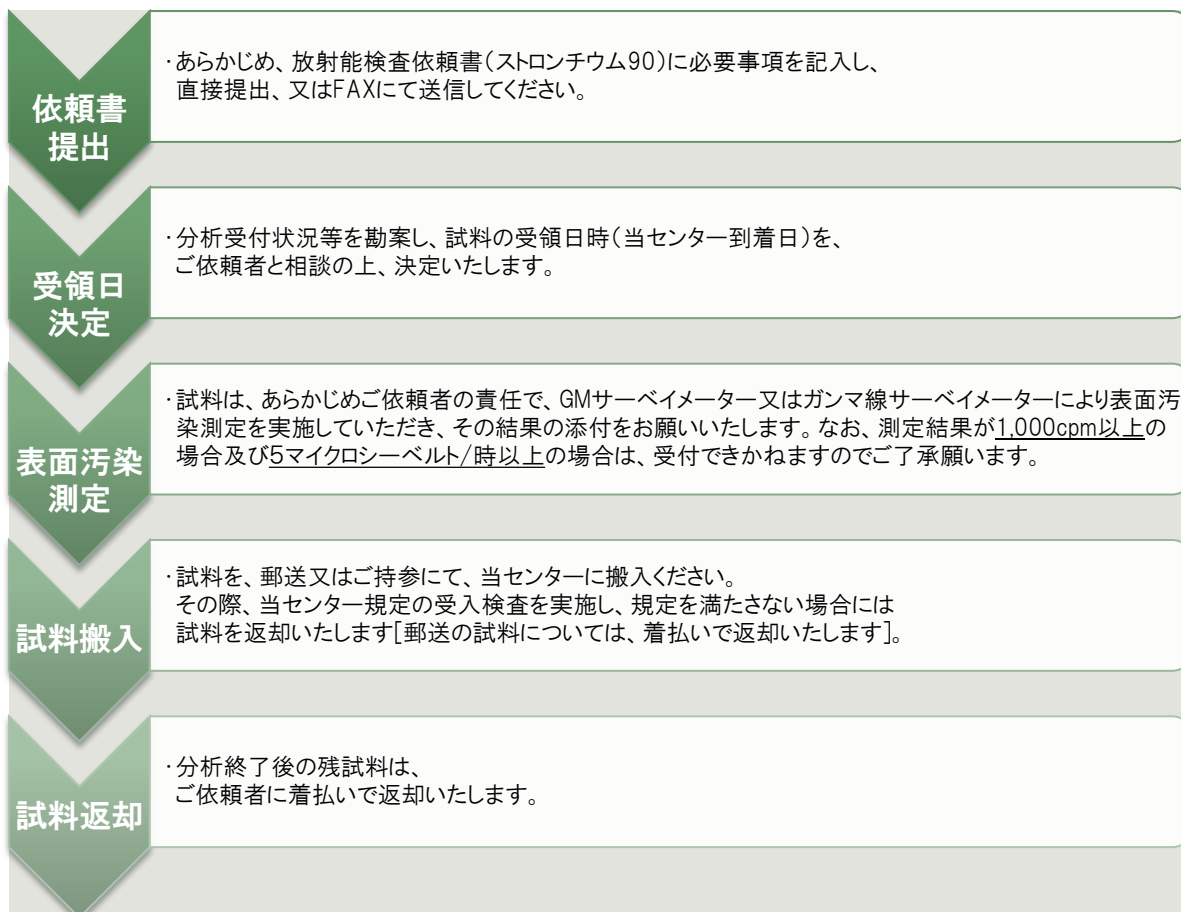 依頼書
提出
・あらかじめ、放射能検査依頼書（ストロンチウム90）に必要事項を記入し、
直接提出、又はFAXにて送信してください。
受領日
決定
・分析受付状況等を勘案し、試料の受領日時（当センター到着日）を、
ご依頼者と相談の上、決定いたします。
表面汚染
測定
・試料は、あらかじめご依頼者の責任で、GMサーベイメーター又はガンマ線サーベイメーターにより表面汚
染測定を実施していただき、その結果の添付をお願いいたします。なお、測定結果が1,000cpm以上の
場合及び5マイクロシーベルト/時以上の場合は、受付できかねますのでご了承願います。
試料搬入
・試料を、郵送又はご持参にて、当センターに搬入ください。
その際、当センター規定の受入検査を実施し、規定を満たさない場合には
試料を返却いたします[郵送の試料については、着払いで返却いたします]。
試料返却
・分析終了後の残試料は、
ご依頼者に着払いで返却いたします。